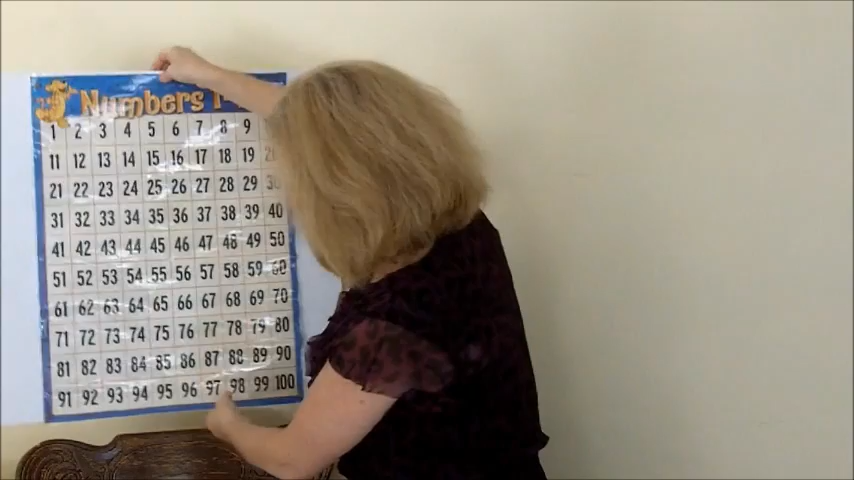 Numbers 1-
1 2 3 4 5 6 7 8 9
11 12 13 14 15 16 17 18 19 20
21 22 23 24 25 26 27 28 29 30
31 32 33 34 35 36 37 38 39 40
41 42 43 44 45 46 47 48 49 50
51 52 53 54 55 56 57 58 59 60
61 62 63 64 65 66 67 68 69 70
71 72 73 74 75 76 77 78 79 80
81 82 83 84 85 86 87 88 89 90
91 92 93 94 95 96 97 98 99 100